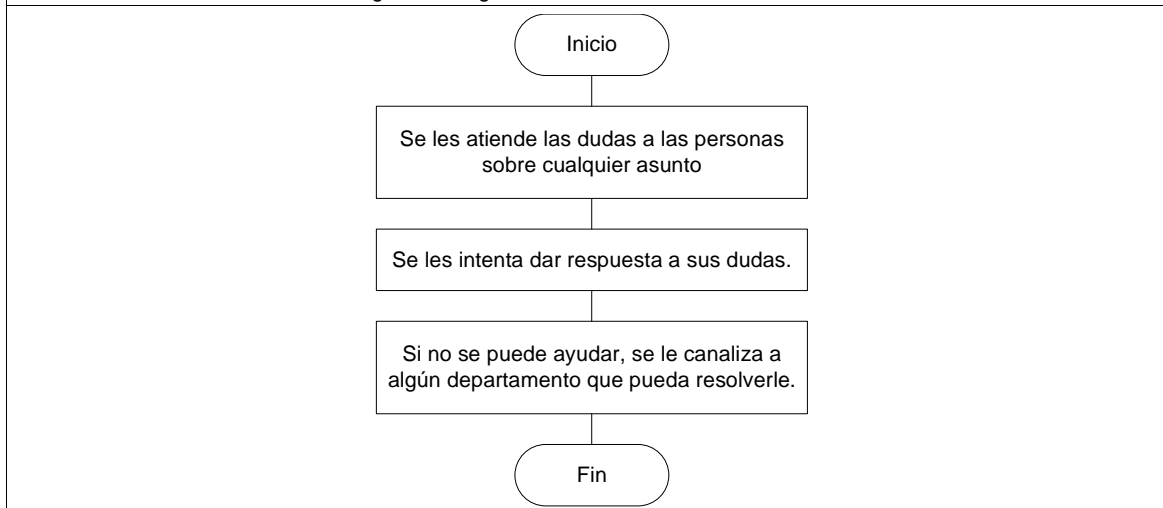 Inicio
Se les atiende las dudas a las personas
sobre cualquier asunto
Se les intenta dar respuesta a sus dudas.
Si no se puede ayudar, se le canaliza a
algún departamento que pueda resolverle.
Fin